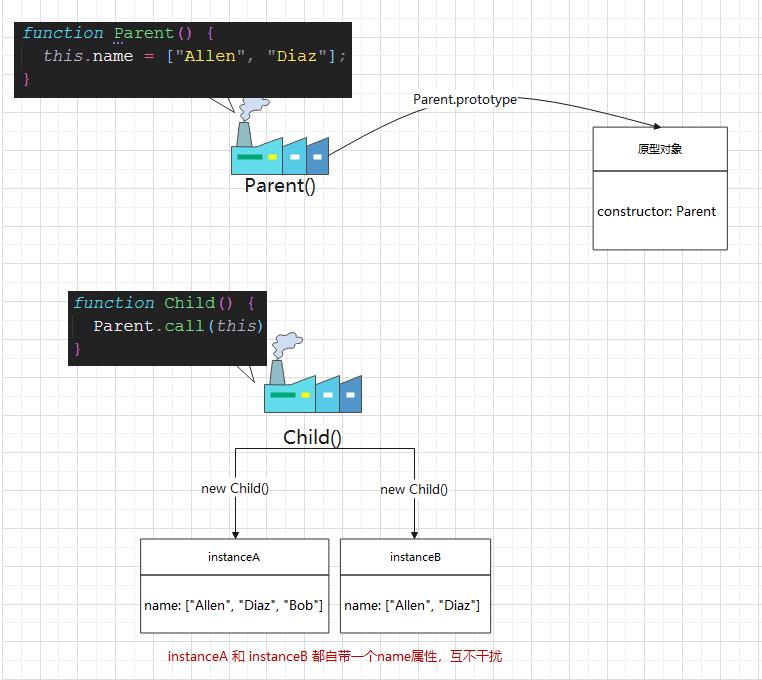 function Parent() {
this.name = ["Allen", "Diaz"];
}
Parent.prototype
Parent()
原型对象
constructor: Parent
function Child() {
Parent.call(this)
}
Child()
new Child()
new Child()
instanceA
instanceB
name: ["Allen", "Diaz", "Bob"]
name: ["Allen", "Diaz"]
instanceA 和 instanceB 都自带一个name属性，互不干扰